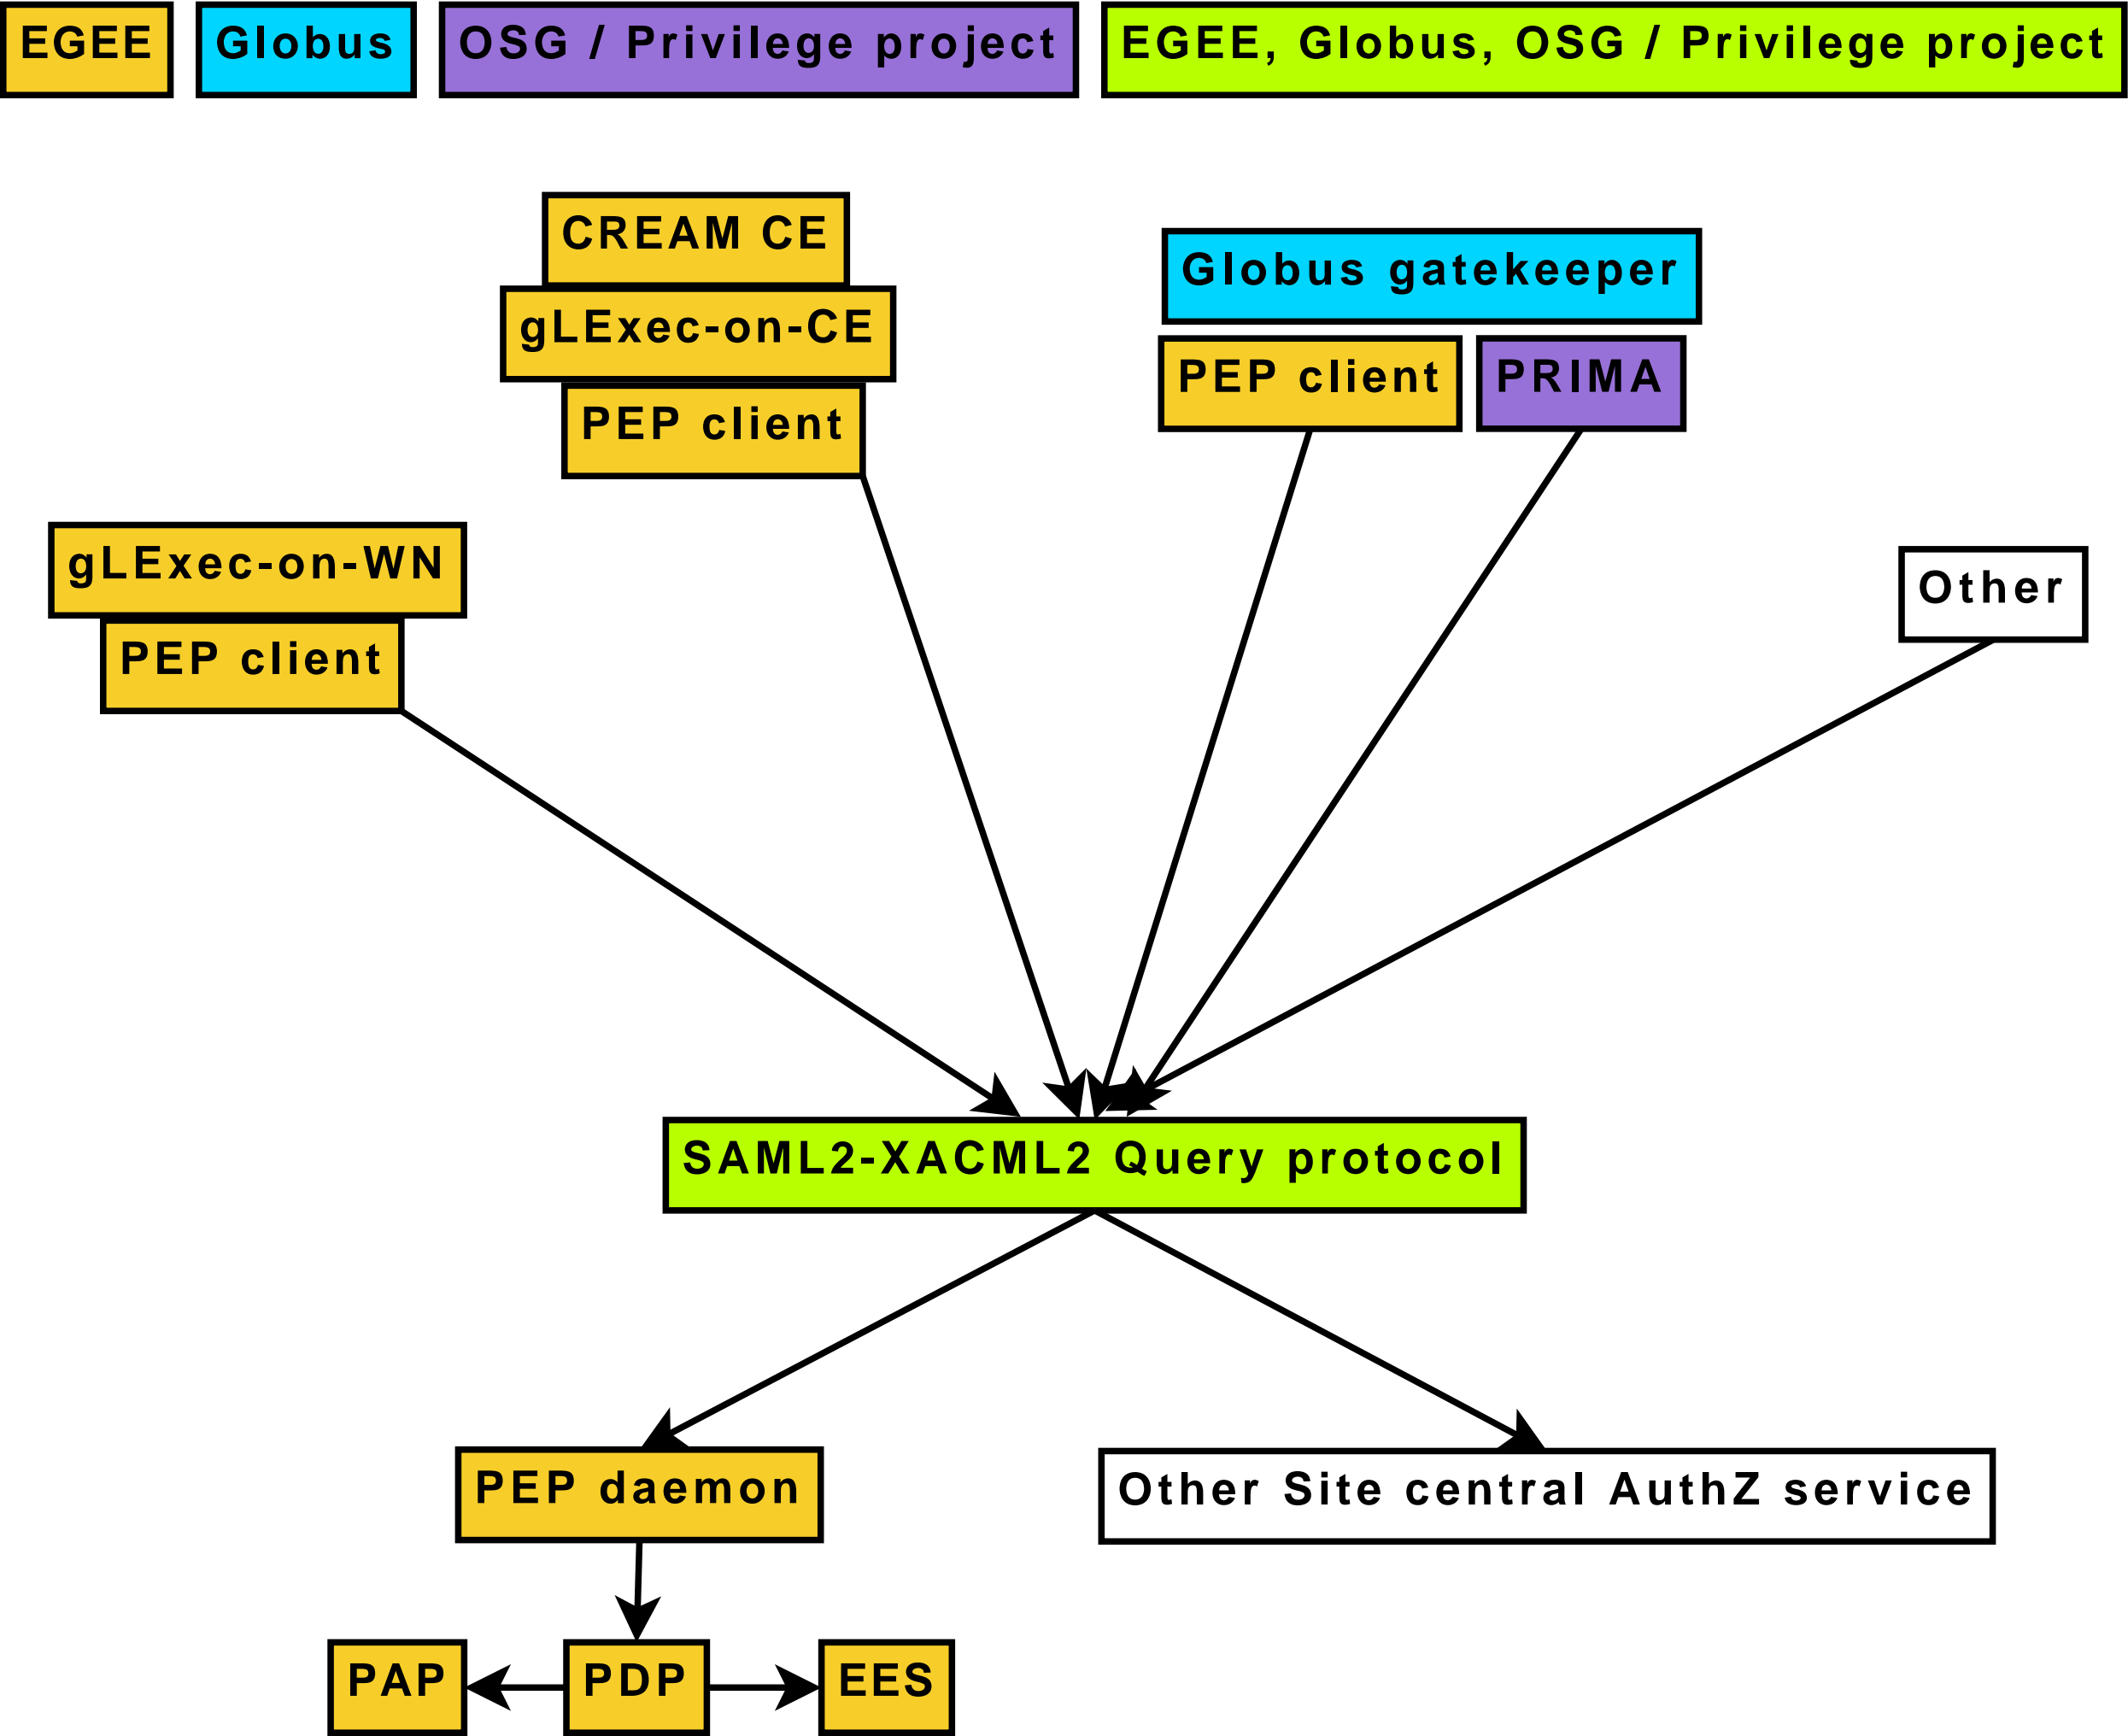 EGEE
Globus
OSG / Privilege project
EGEE, Globus, OSG / Privilege project
CREAM CE
gLExec-on-CE
PEP client
Globus gatekeeper
PEP client
PRIMA
gLExec-on-WN
PEP client
Other
SAML2-XACML2 Query protocol
PEP daemon
Other Site central AuthZ service
PAP
PDP
EES